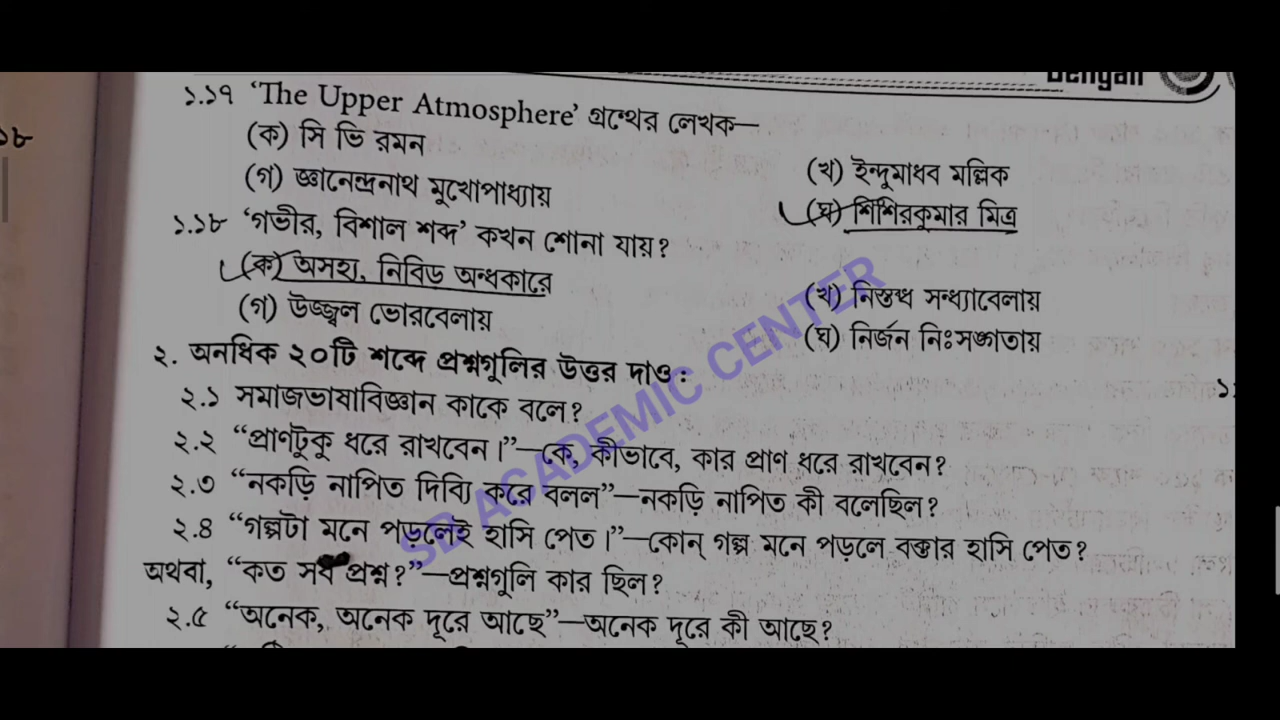 Bengali
১৮
১.১৭ ‘The Upper Atmosphere’ গ্রন্থের লেখক—
(ক) সি ভি রমন
(খ) ইন্দুমাধব মল্লিক
(গ) জ্ঞানেন্দ্রনাথ মুখোপাধ্যায়
(ঘ) শিশিরকুমার মিত্র
১.১৮ ‘গভীর, বিশাল শব্দ’ কখন শোনা যায়?
(ক) অসহ্য, নিবিড় অন্ধকারে
(খ) নিস্তব্ধ সন্ধ্যাবেলায়
(গ) উজ্জ্বল ভোরবেলায়
(ঘ) নির্জন নিঃসঙ্গতায়
২. অনধিক ২০টি শব্দে প্রশ্নগুলির উত্তর দাও :
২.১ সমাজভাষাবিজ্ঞান কাকে বলে?
২.২ “প্রাণটুকু ধরে রাখবেন।”—কে, কীভাবে, কার প্রাণ ধরে রাখবেন?
২.৩ “নকড়ি নাপিত দিব্যি করে বলল”—নকড়ি নাপিত কী বলেছিল?
২.৪ “গল্পটা মনে পড়লেই হাসি পেত।”—কোন্ গল্প মনে পড়লে বক্তার হাসি পেত?
অথবা, “কত সব প্রশ্ন?”—প্রশ্নগুলি কার ছিল?
২.৫ “অনেক, অনেক দূরে আছে”—অনেক দূরে কী আছে?
SB ACADEMIC CENTER